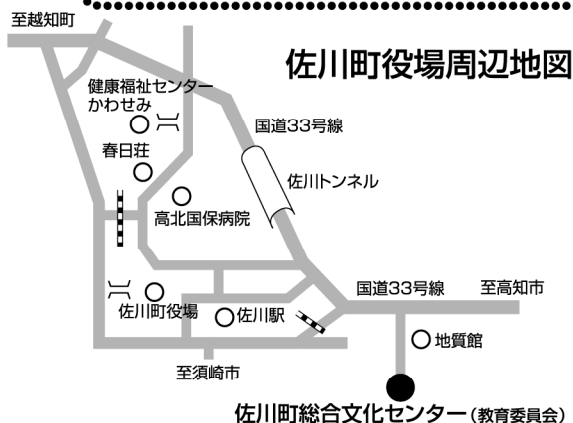 至越知町
佐川町役場周辺地図
健康福祉センター
かわせみ
国道33号線
春日荘
佐川トンネル
高北国保病院
国道33号線
至高知市
佐川町役場
佐川駅
地質館
至須崎市
佐川町総合文化センター(教育委員会)